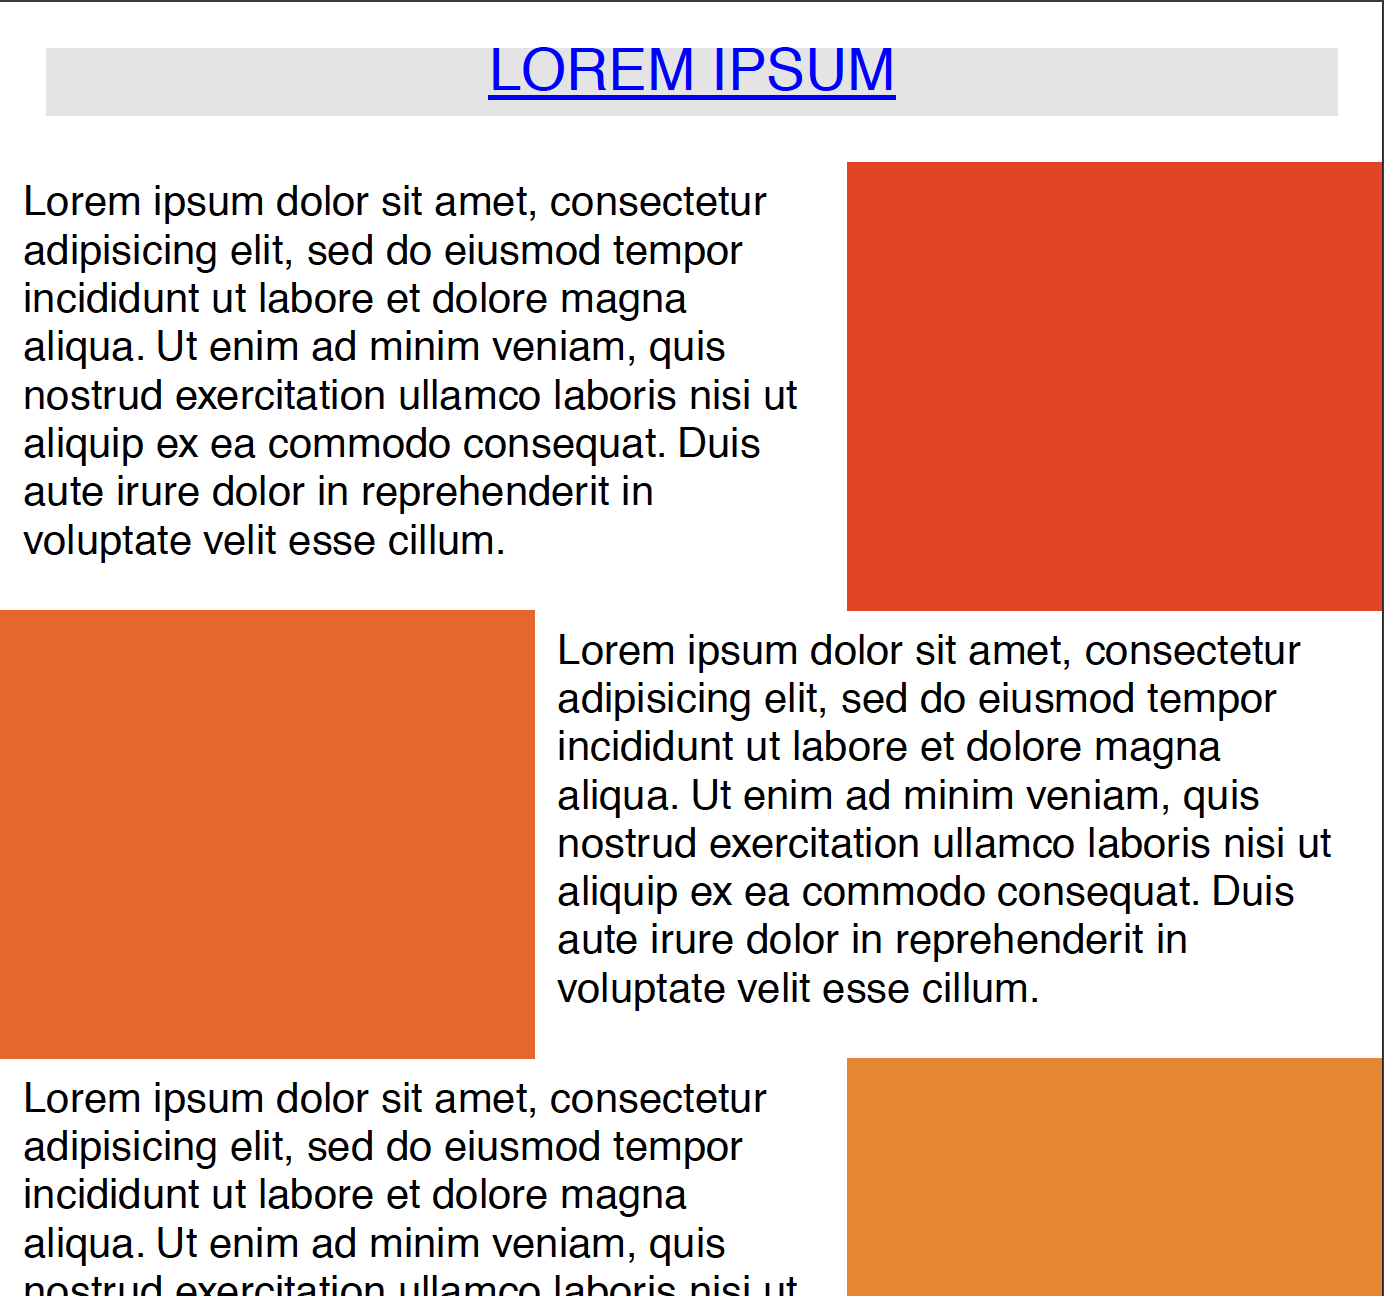 LOREM IPSUM
Lorem ipsum dolor sit amet, consectetur
adipisicing elit, sed do eiusmod tempor
incididunt ut labore et dolore magna
aliqua. Ut enim ad minim veniam, quis
nostrud exercitation ullamco laboris nisi ut
aliquip ex ea commodo consequat. Duis
aute irure dolor in reprehenderit in
voluptate velit esse cillum.
Lorem ipsum dolor sit amet, consectetur
adipisicing elit, sed do eiusmod tempor
incididunt ut labore et dolore magna
aliqua. Ut enim ad minim veniam, quis
nostrud exercitation ullamco laboris nisi ut
aliquip ex ea commodo consequat. Duis
aute irure dolor in reprehenderit in
voluptate velit esse cillum.
Lorem ipsum dolor sit amet, consectetur
adipisicing elit, sed do eiusmod tempor
incididunt ut labore et dolore magna
aliqua. Ut enim ad minim veniam, quis
nostrud exercitation ullamco laboris nisi ut